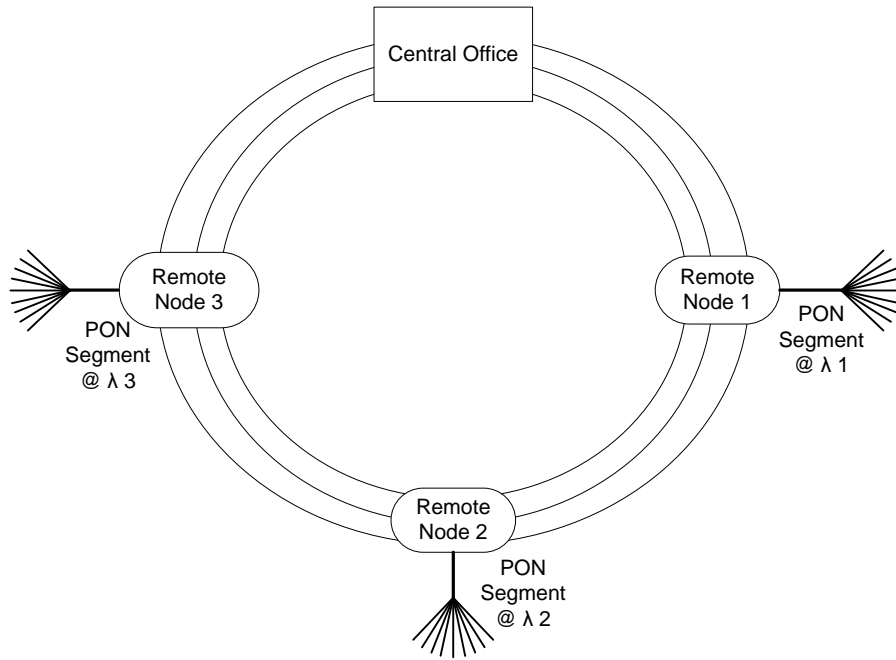 Central Office
Remote
Node 3
Remote
Node 1
PON
Segment
@ λ 3
PON
Segment
@ λ 1
Remote
Node 2
PON
Segment
@ λ 2